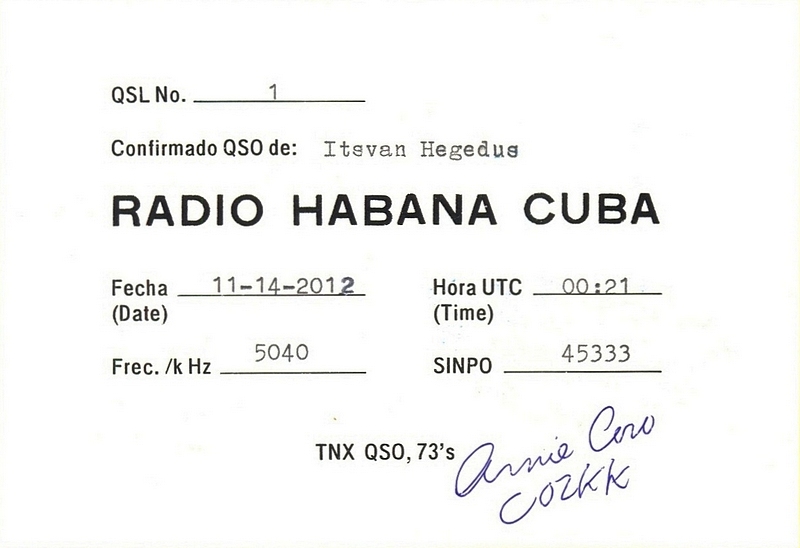 QSL No. 1
Confirmado QSO de: Itsvan Hegedus
RADIO HABANA CUBA
Fecha 11-14-2012 Hora UTC 00:21
(Date) (Time)
Frec. /k Hz 5040 SINPO 45333
TNX QSO, 73's Arnie Coro
CO2KK